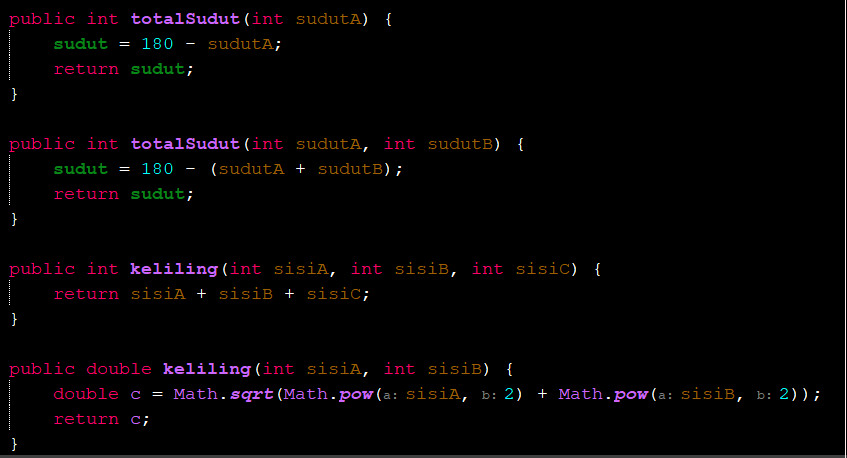 public int totalSudut(int sudutA) {
    sudut = 180 - sudutA;
    return sudut;
}
public int totalSudut(int sudutA, int sudutB) {
    sudut = 180 - (sudutA + sudutB);
    return sudut;
}
public int keliling(int sisiA, int sisiB, int sisiC) {
    return sisiA + sisiB + sisiC;
}
public double keliling(int sisiA, int sisiB) {
    double c = Math.sqrt(Math.pow(a: sisiA, b: 2) + Math.pow(a: sisiB, b: 2));
    return c;
}